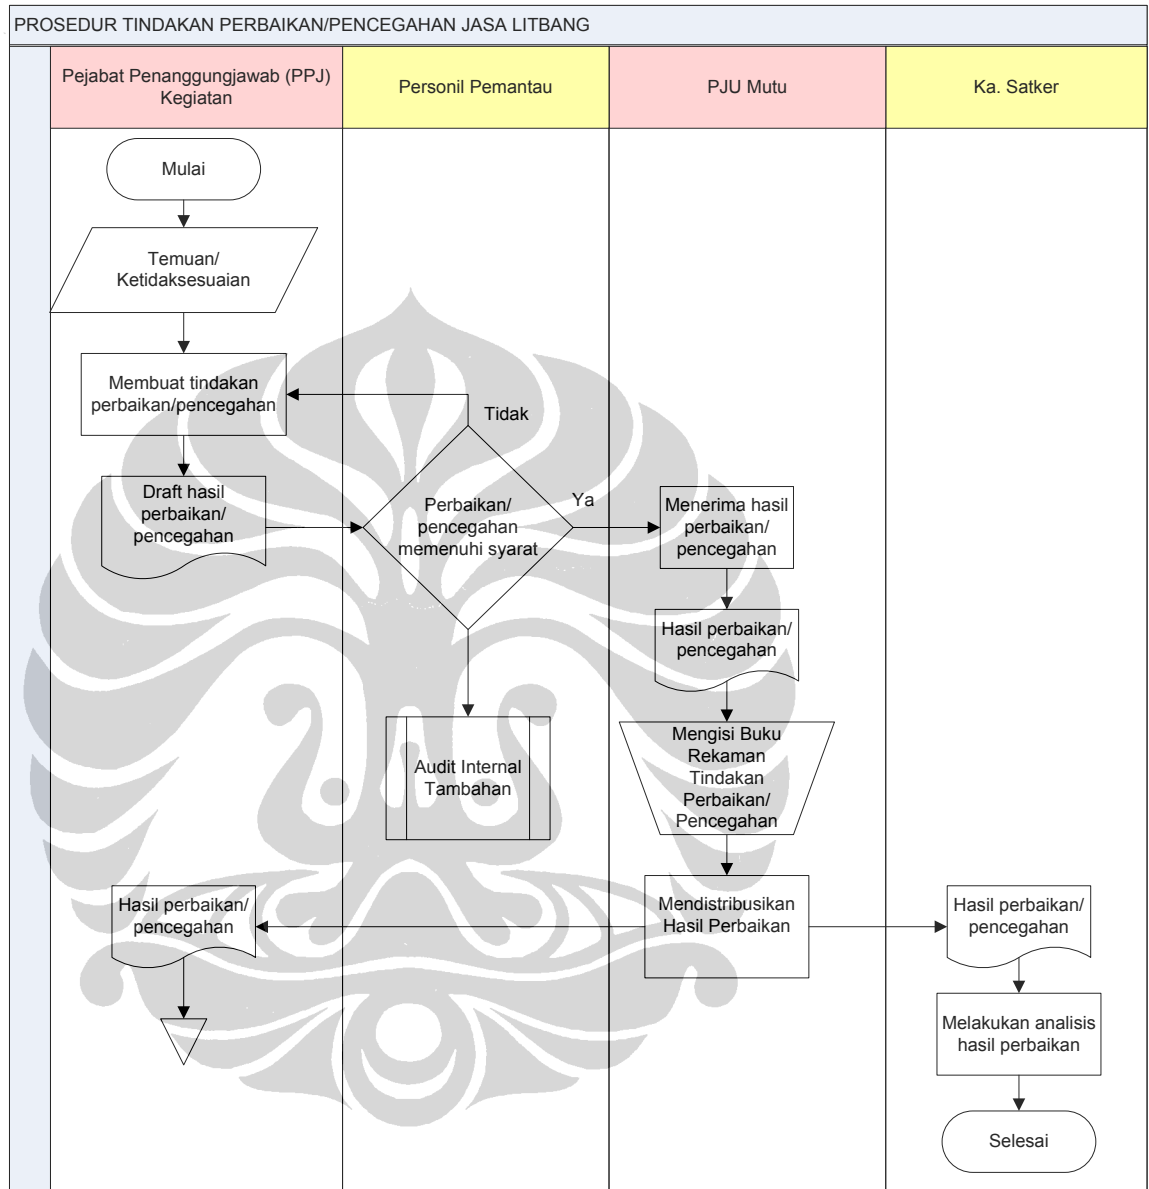 PROSEDUR TINDAKAN PERBAIKAN/PENCEGAHAN JASA LITBANG
Pejabat Penanggungjawab (PPJ)
Kegiatan
Personil Pemantau
PJU Mutu
Ka. Satker
Mulai
Temuan/
Ketidaksesuaian
Membuat tindakan
perbaikan/pencegahan
Tidak
Draft hasil
perbaikan/
pencegahan
Perbaikan/
pencegahan
memenuhi syarat
Ya
Menerima hasil
perbaikan/
pencegahan
Hasil perbaikan/
pencegahan
Mengisi Buku
Rekaman
Tindakan
Perbaikan/
Pencegahan
Audit Internal
Tambahan
Hasil perbaikan/
pencegahan
Mendistribusikan
Hasil Perbaikan
Hasil perbaikan/
pencegahan
Melakukan analisis
hasil perbaikan
Selesai